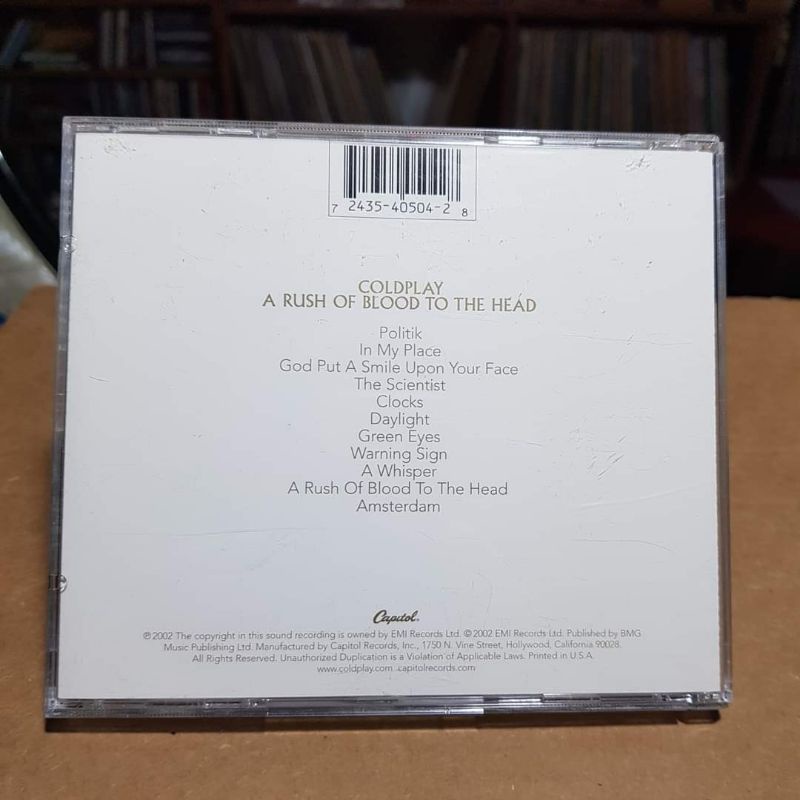 7 2435-40504-2 8
COLDPLAY
A RUSH OF BLOOD TO THE HEAD
Politik
In My Place
God Put A Smile Upon Your Face
The Scientist
Clocks
Daylight
Green Eyes
Warning Sign
A Whisper
A Rush Of Blood To The Head
Amsterdam
Capitol
℗ 2002 The copyright in this sound recording is owned by EMI Records Ltd. © 2002 EMI Records Ltd. Published by BMG
Music Publishing Ltd. Manufactured by Capitol Records, Inc., 1750 N. Vine Street, Hollywood, California 90028.
All Rights Reserved. Unauthorized Duplication is a Violation of Applicable Laws. Printed in U.S.A.
www.coldplay.com capitolrecords.com